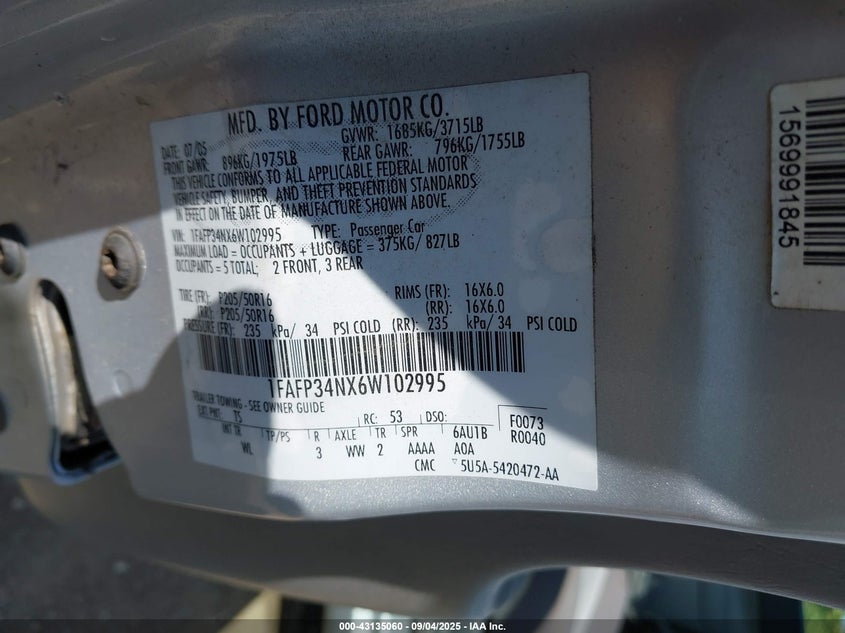 MFD. BY FORD MOTOR CO.
DATE: 07/05 GVWR: 1685KG/3715LB
FRONT GAWR: 896KG/1975LB REAR GAWR: 796KG/1755LB
THIS VEHICLE CONFORMS TO ALL APPLICABLE FEDERAL MOTOR
VEHICLE SAFETY, BUMPER, AND THEFT PREVENTION STANDARDS
IN EFFECT ON THE DATE OF MANUFACTURE SHOWN ABOVE.
VIN: 1FAFP34NX6W102995 TYPE: Passenger Car
MAXIMUM LOAD = OCCUPANTS + LUGGAGE = 375KG/ 827LB
OCCUPANTS = 5 TOTAL; 2 FRONT, 3 REAR
TIRE (FR): P205/50R16 RIMS (FR): 16X6.0
(RR): P205/50R16 (RR): 16X6.0
PRESSURE (FR): 235 kPa/ 34 PSI COLD (RR): 235 kPa/ 34 PSI COLD
1FAFP34NX6W102995
TRAILER TOWING - SEE OWNER GUIDE
EXT PNT: TS RC: 53 DSO: F0073
INT TR TP/PS R AXLE TR SPR 6AU1B R0040
WL 3 WW 2 AAAA A0A
CMC 5U5A-5420472-AA
1569991845
000-43135060 - 09/04/2025 - IAA Inc.